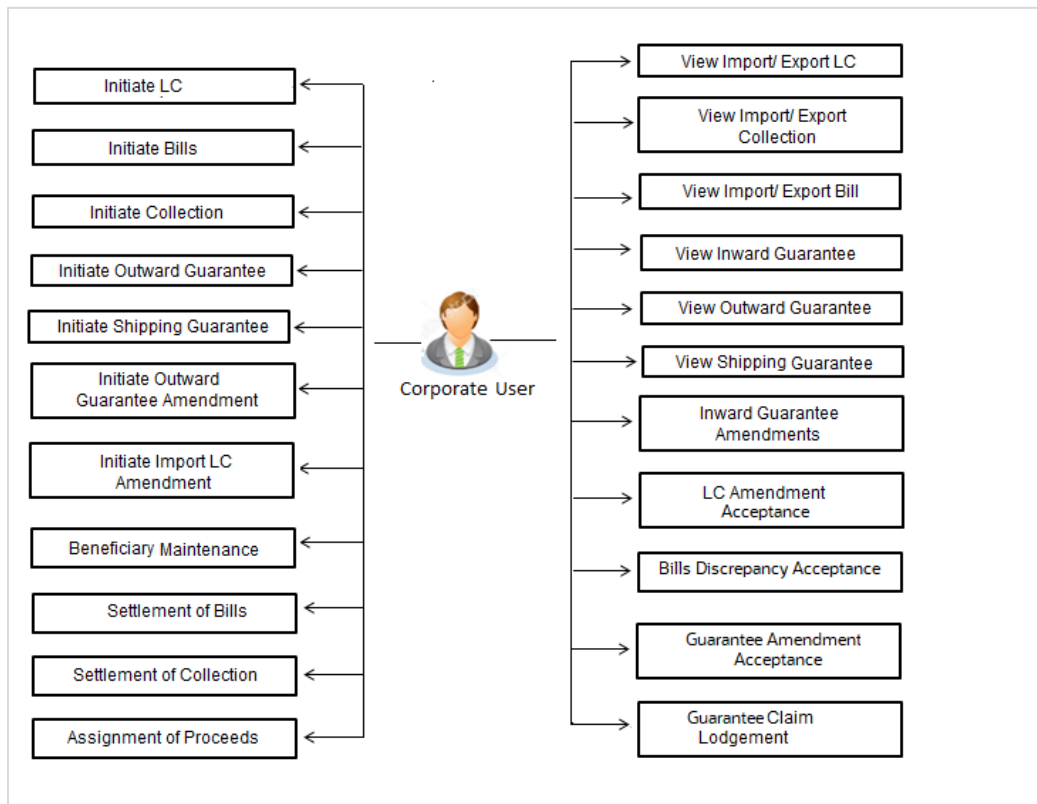 Initiate LC
Initiate Bills
Initiate Collection
Initiate Outward Guarantee
Initiate Shipping Guarantee
Initiate Outward
Guarantee Amendment
Initiate Import LC
Amendment
Beneficiary Maintenance
Settlement of Bills
Settlement of Collection
Assignment of Proceeds
Corporate User
View Import/ Export LC
View Import/ Export
Collection
View Import/ Export Bill
View Inward Guarantee
View Outward Guarantee
View Shipping Guarantee
Inward Guarantee
Amendments
LC Amendment
Acceptance
Bills Discrepancy Acceptance
Guarantee Amendment
Acceptance
Guarantee Claim
Lodgement